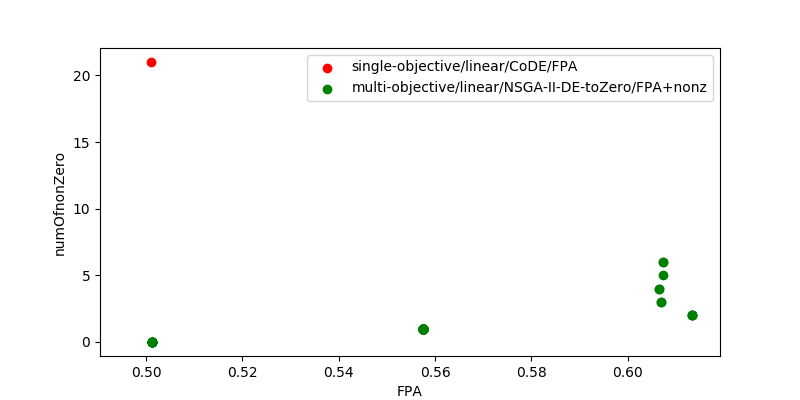 single-objective/linear/CoDE/FPA
multi-objective/linear/NSGA-II-DE-toZero/FPA+nonz
20
15
10
5
0
numOfnonZero
0.50 0.52 0.54 0.56 0.58 0.60
FPA